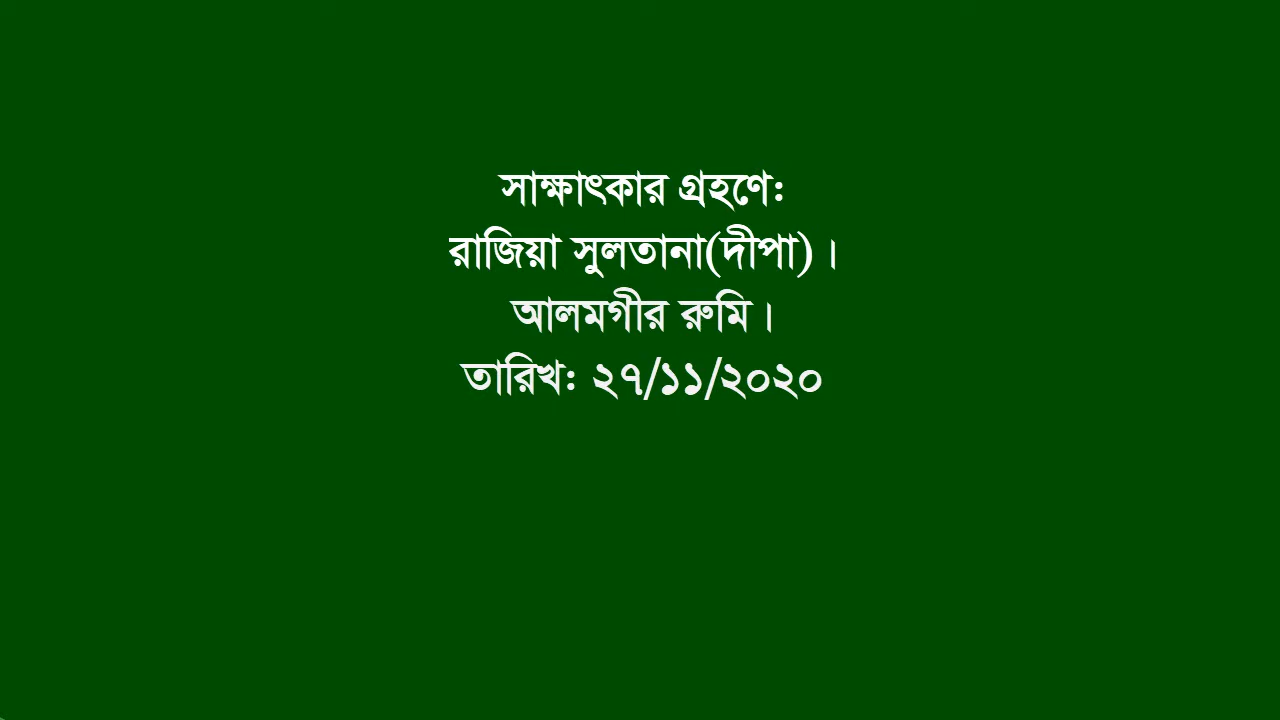 সাক্ষাৎকার গ্রহণে:
রাজিয়া সুলতানা(দীপা)।
আলমগীর রুমি।
তারিখ: ২৭/১১/২০২০